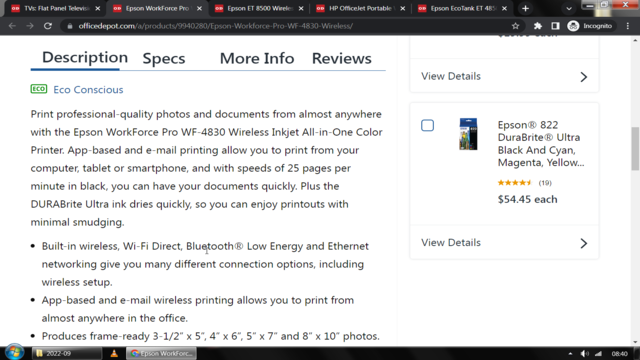 TVs: Flat Panel Televisi
Epson WorkForce Pro W
Epson ET 8500 Wireles
HP OfficeJet Portable
Epson EcoTank ET 485
officedepot.com/a/products/9940280/Epson-Workforce-Pro-WF-4830-Wireless/
Incognito
Description
Specs
More Info
Reviews
ECO Eco Conscious
Print professional-quality photos and documents from almost anywhere
with the Epson WorkForce Pro WF-4830 Wireless Inkjet All-in-One Color
Printer. App-based and e-mail printing allow you to print from your
computer, tablet or smartphone, and with speeds of 25 pages per
minute in black, you can have your documents quickly. Plus the
DURABrite Ultra ink dries quickly, so you can enjoy printouts with
minimal smudging.
• Built-in wireless, Wi-Fi Direct, Bluetooth® Low Energy and Ethernet
networking give you many different connection options, including
wireless setup.
• App-based and e-mail wireless printing allows you to print from
almost anywhere in the office.
• Produces frame-ready 3-1/2" x 5", 4" x 6", 5" x 7" and 8" x 10" photos.
View Details
Epson® 822
DuraBrite® Ultra
Black And Cyan,
Magenta, Yellow...
(19)
$54.45 each
View Details
2022-09
Epson WorkForc...
08:40